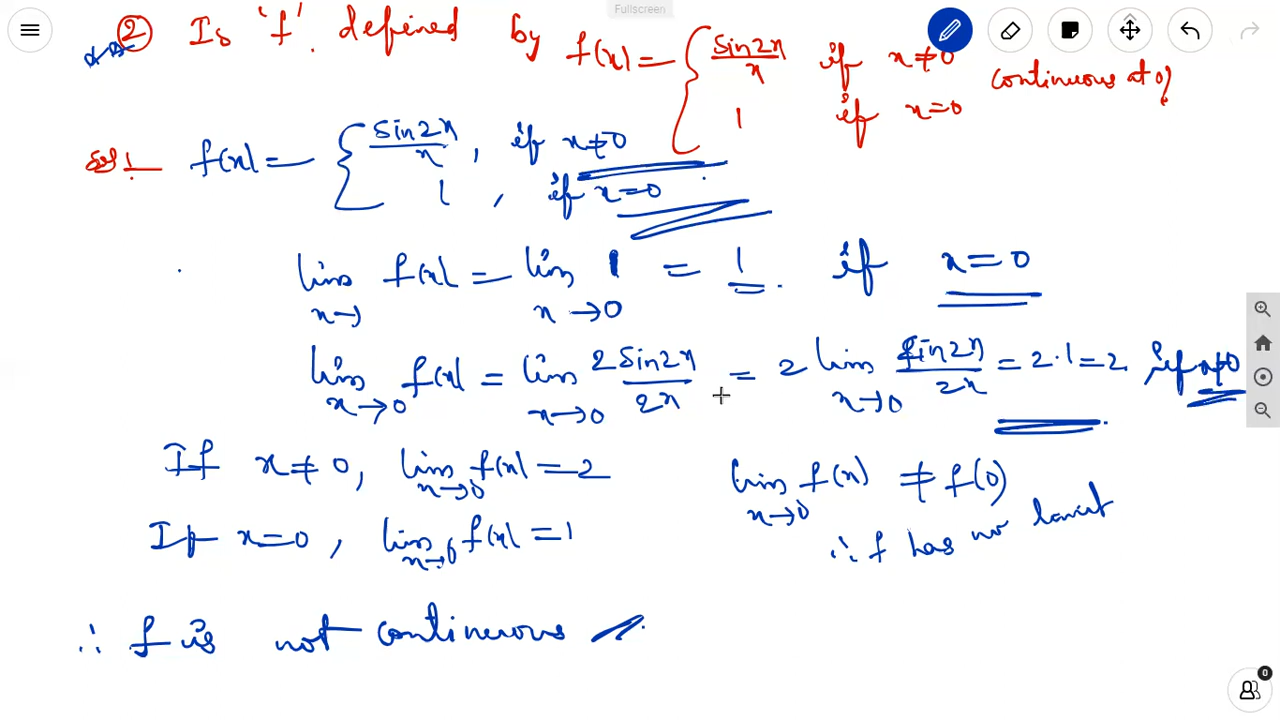 Fullscreen
② Is 'f' defined by f(x) = { sin2x/x if x≠0
1 if x=0 continuous at 0?
Sol:- f(x) = { sin2x/x, if x≠0
1, if x=0
lim x→ f(x) = lim x→0 1 = 1. if x=0
lim x→0 f(x) = lim x→0 2 sin2x/2x = 2 lim x→0 sin2x/2x = 2·1 = 2 if x≠0
If x≠0, lim x→0 f(x) = 2
lim x→0 f(x) ≠ f(0)
If x=0, lim x→0 f(x) = 1
∴ f has no
∴ f is not continuous
0